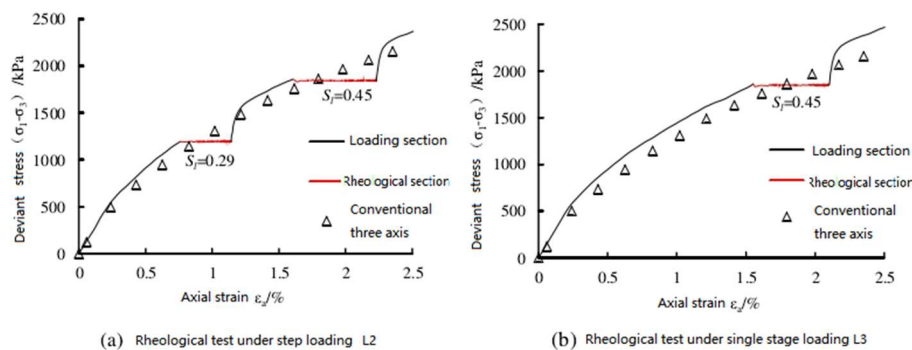 (a)
2500
2000
1500
1000
500
0
Deviant stress (σ₁-σ₃) /kPa
Sₗ=0.45
Sₗ=0.29
Loading section
Rheological section
Conventional
three axis
0 0.5 1 1.5 2 2.5
Axial strain εₐ/%
(a) Rheological test under step loading L2
(b)
2500
2000
1500
1000
500
0
Deviant stress (σ₁-σ₃) /kPa
Sₗ=0.45
Loading section
Rheological section
Conventional
three axis
0 0.5 1 1.5 2 2.5
Axial strain εₐ/%
(b) Rheological test under single stage loading L3